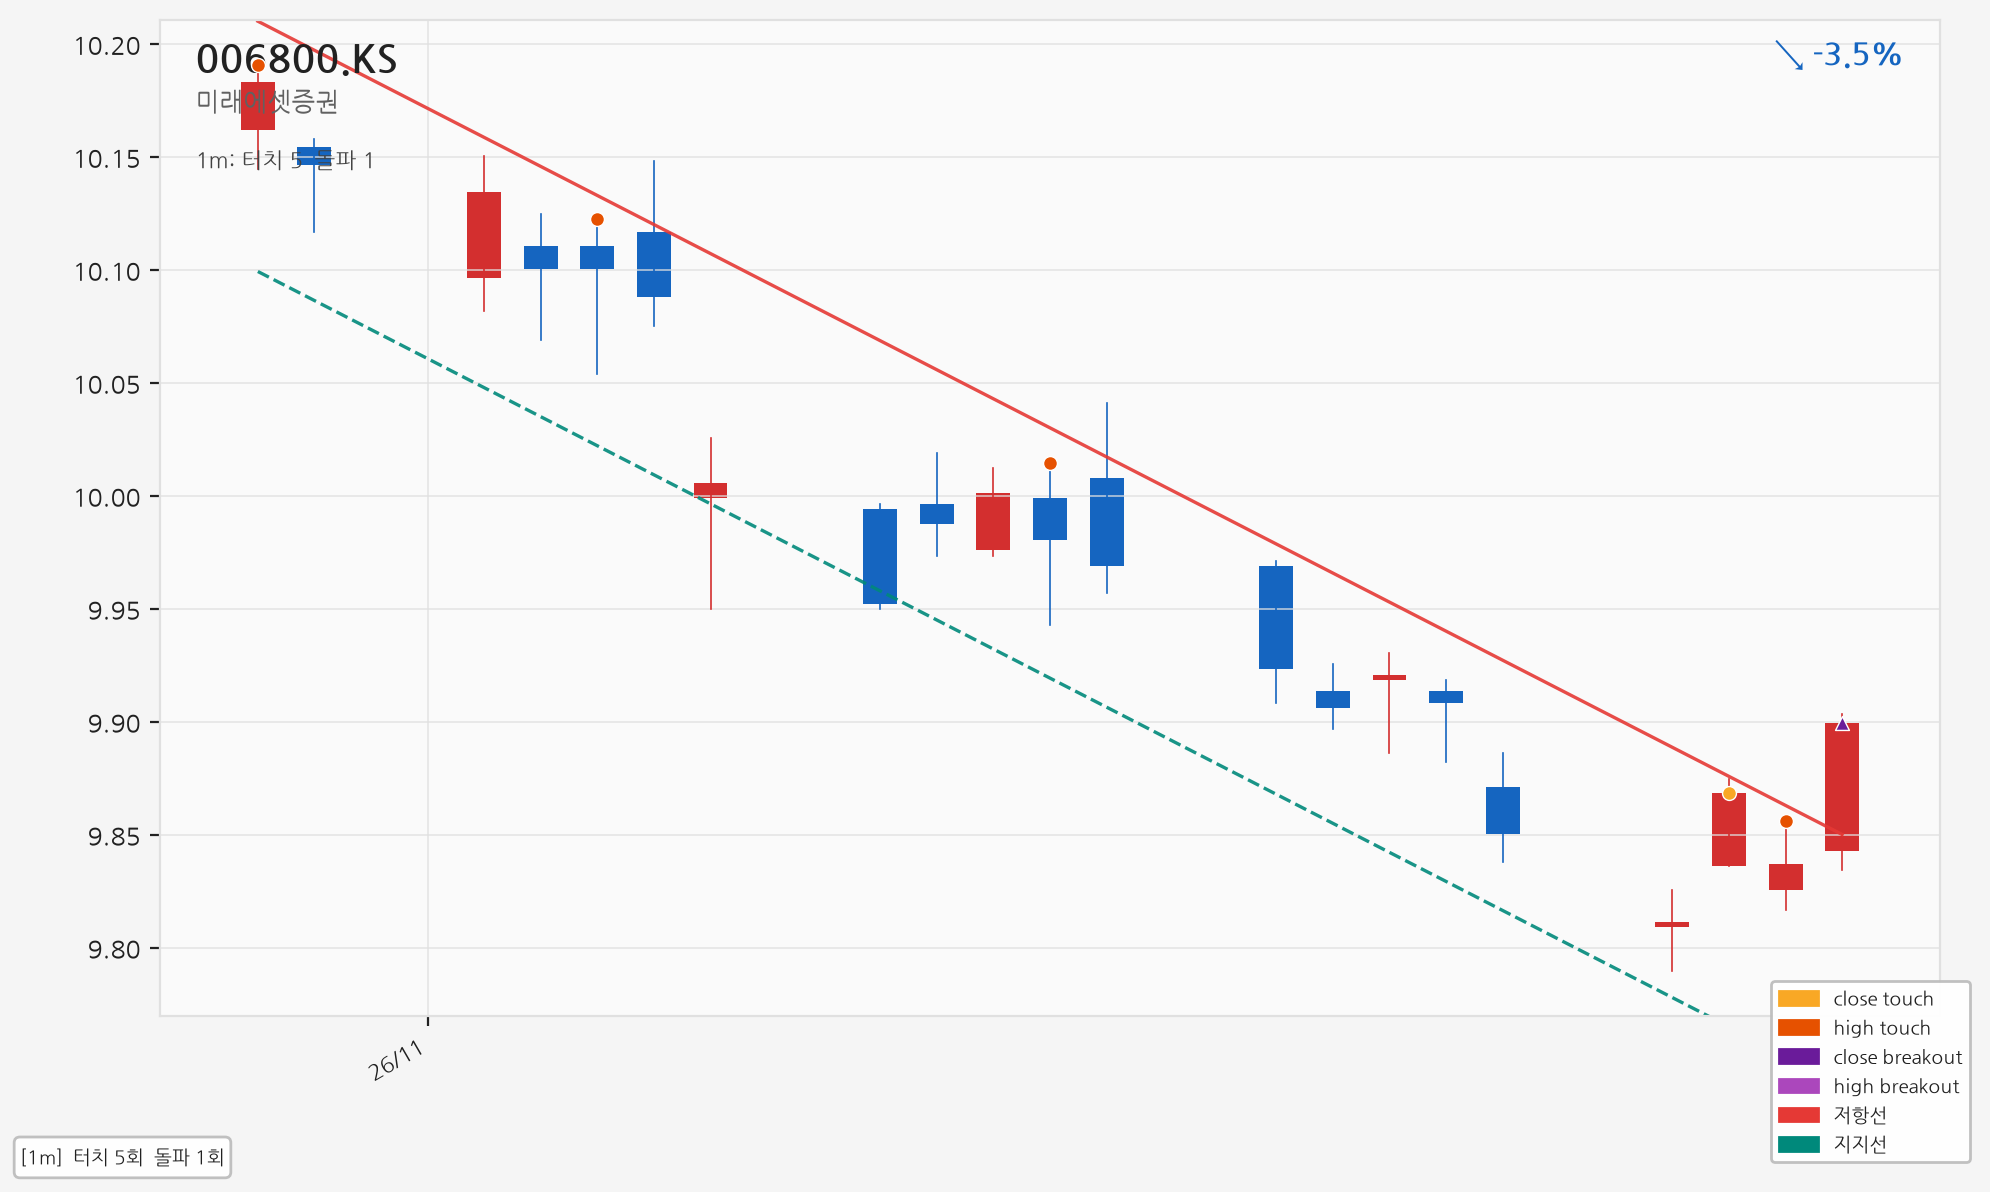 006800.KS
미래에셋증권
1m: 터치 5 돌파 1
-3.5%
10.20
10.15
10.10
10.05
10.00
9.95
9.90
9.85
9.80
26/11
close touch
high touch
close breakout
high breakout
저항선
지지선
[1m] 터치 5회 돌파 1회